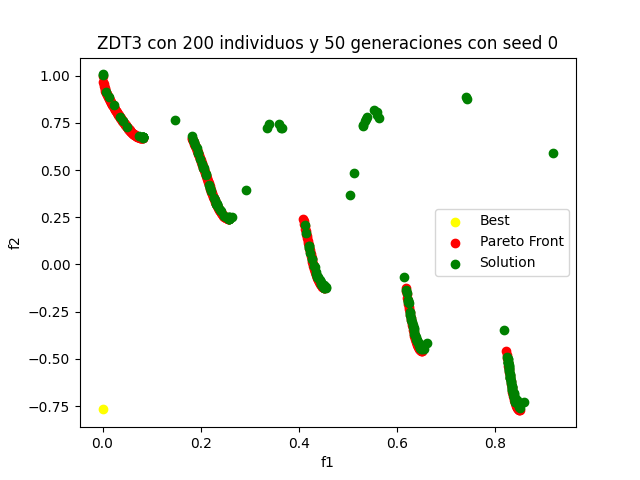 ZDT3 con 200 individuos y 50 generaciones con seed 0
1.00
0.75
0.50
0.25
0.00
−0.25
−0.50
−0.75
f2
Best
Pareto Front
Solution
0.0
0.2
0.4
0.6
0.8
f1